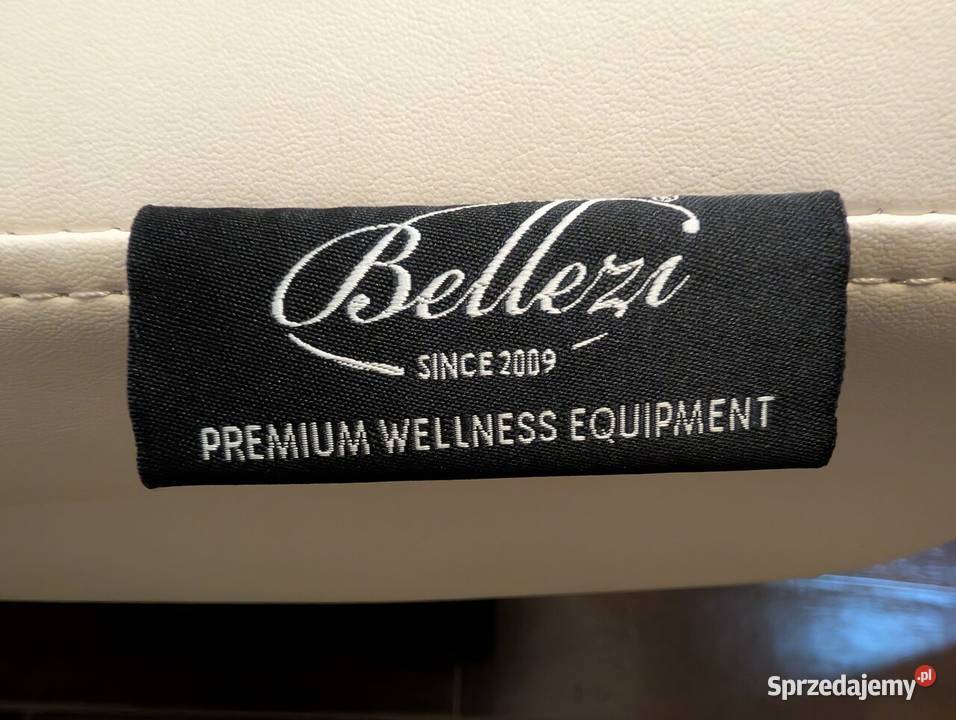 Bellezi
SINCE 2009
PREMIUM WELLNESS EQUIPMENT
Sprzedajemy.pl